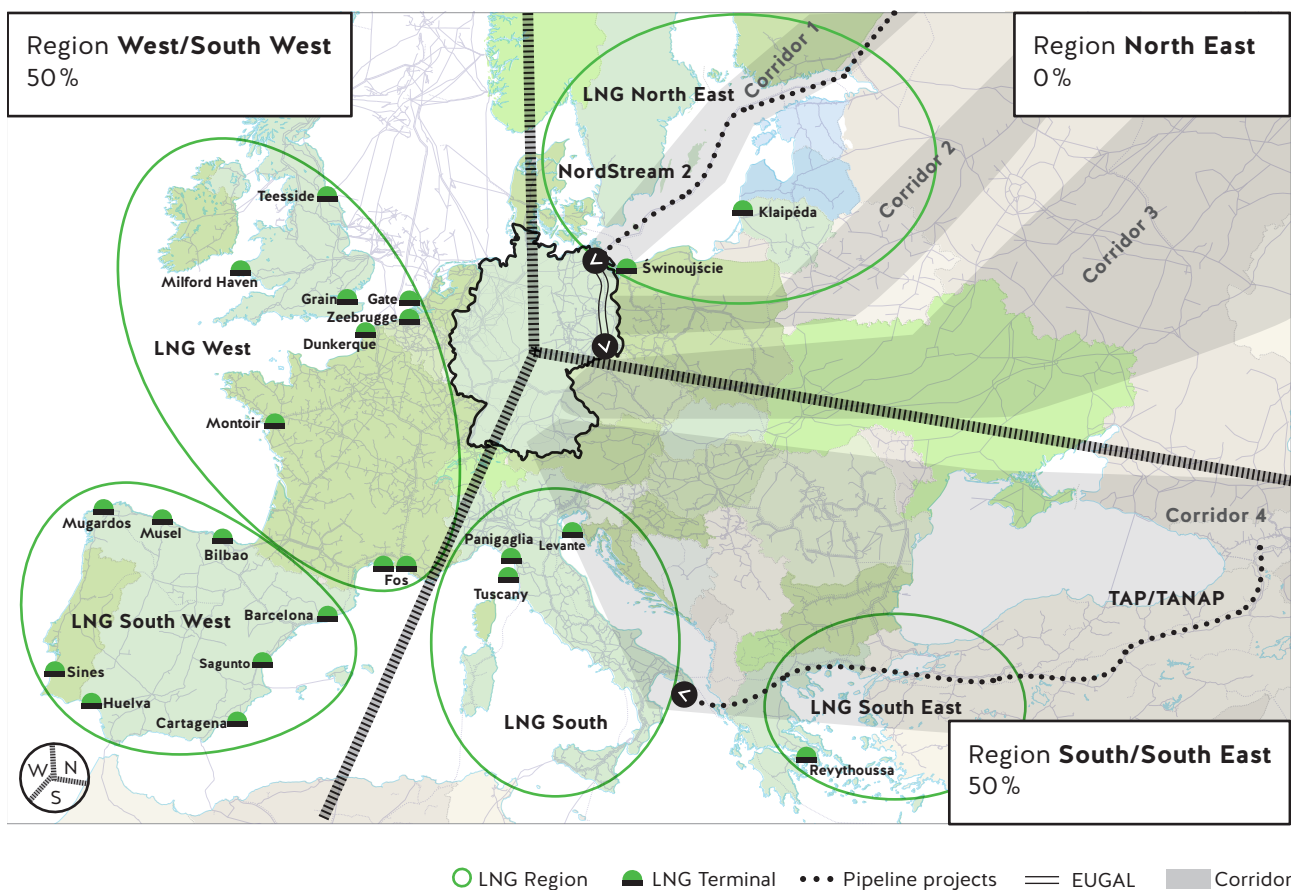 Region West/South West
50 %
Region North East
0 %
Corridor 1
LNG North East
NordStream 2
Corridor 2
Corridor 3
Klaipėda
Świnoujście
Teesside
Milford Haven
Grain
Gate
Zeebrugge
Dunkerque
LNG West
Montoir
Mugardos
Musel
Bilbao
Fos
Panigaglia
Levante
Tuscany
Corridor 4
TAP/TANAP
LNG South West
Barcelona
Sagunto
Sines
Huelva
Cartagena
LNG South
LNG South East
Revythoussa
Region South/South East
50 %
W N
S
LNG Region
LNG Terminal
Pipeline projects
EUGAL
Corridor